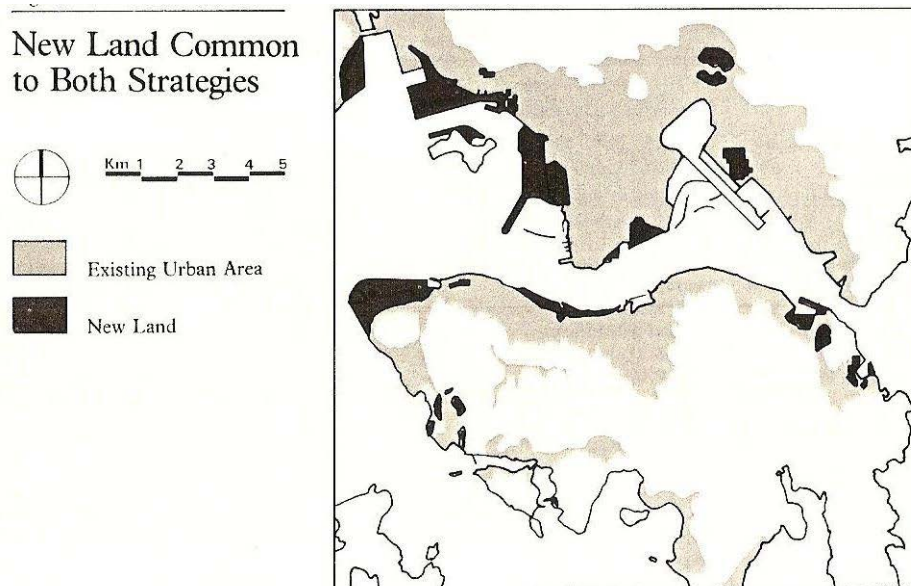 New Land Common
to Both Strategies
Km 1 2 3 4 5
Existing Urban Area
New Land